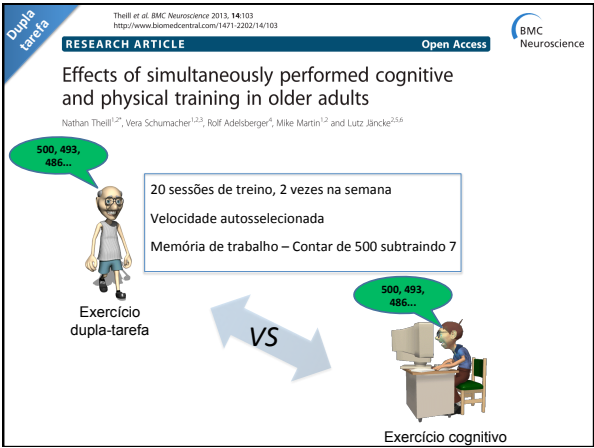 Dupla
tarefa
Theill et al. BMC Neuroscience 2013, 14:103
http://www.biomedcentral.com/1471-2202/14/103
BMC
Neuroscience
RESEARCH ARTICLE Open Access
Effects of simultaneously performed cognitive
and physical training in older adults
Nathan Theill1,2*, Vera Schumacher1,2,3, Rolf Adelsberger4, Mike Martin1,2 and Lutz Jäncke2,5,6
500, 493,
486...
20 sessões de treino, 2 vezes na semana
Velocidade autosselecionada
Memória de trabalho – Contar de 500 subtraindo 7
Exercício
dupla-tarefa
VS
500, 493,
486...
Exercício cognitivo